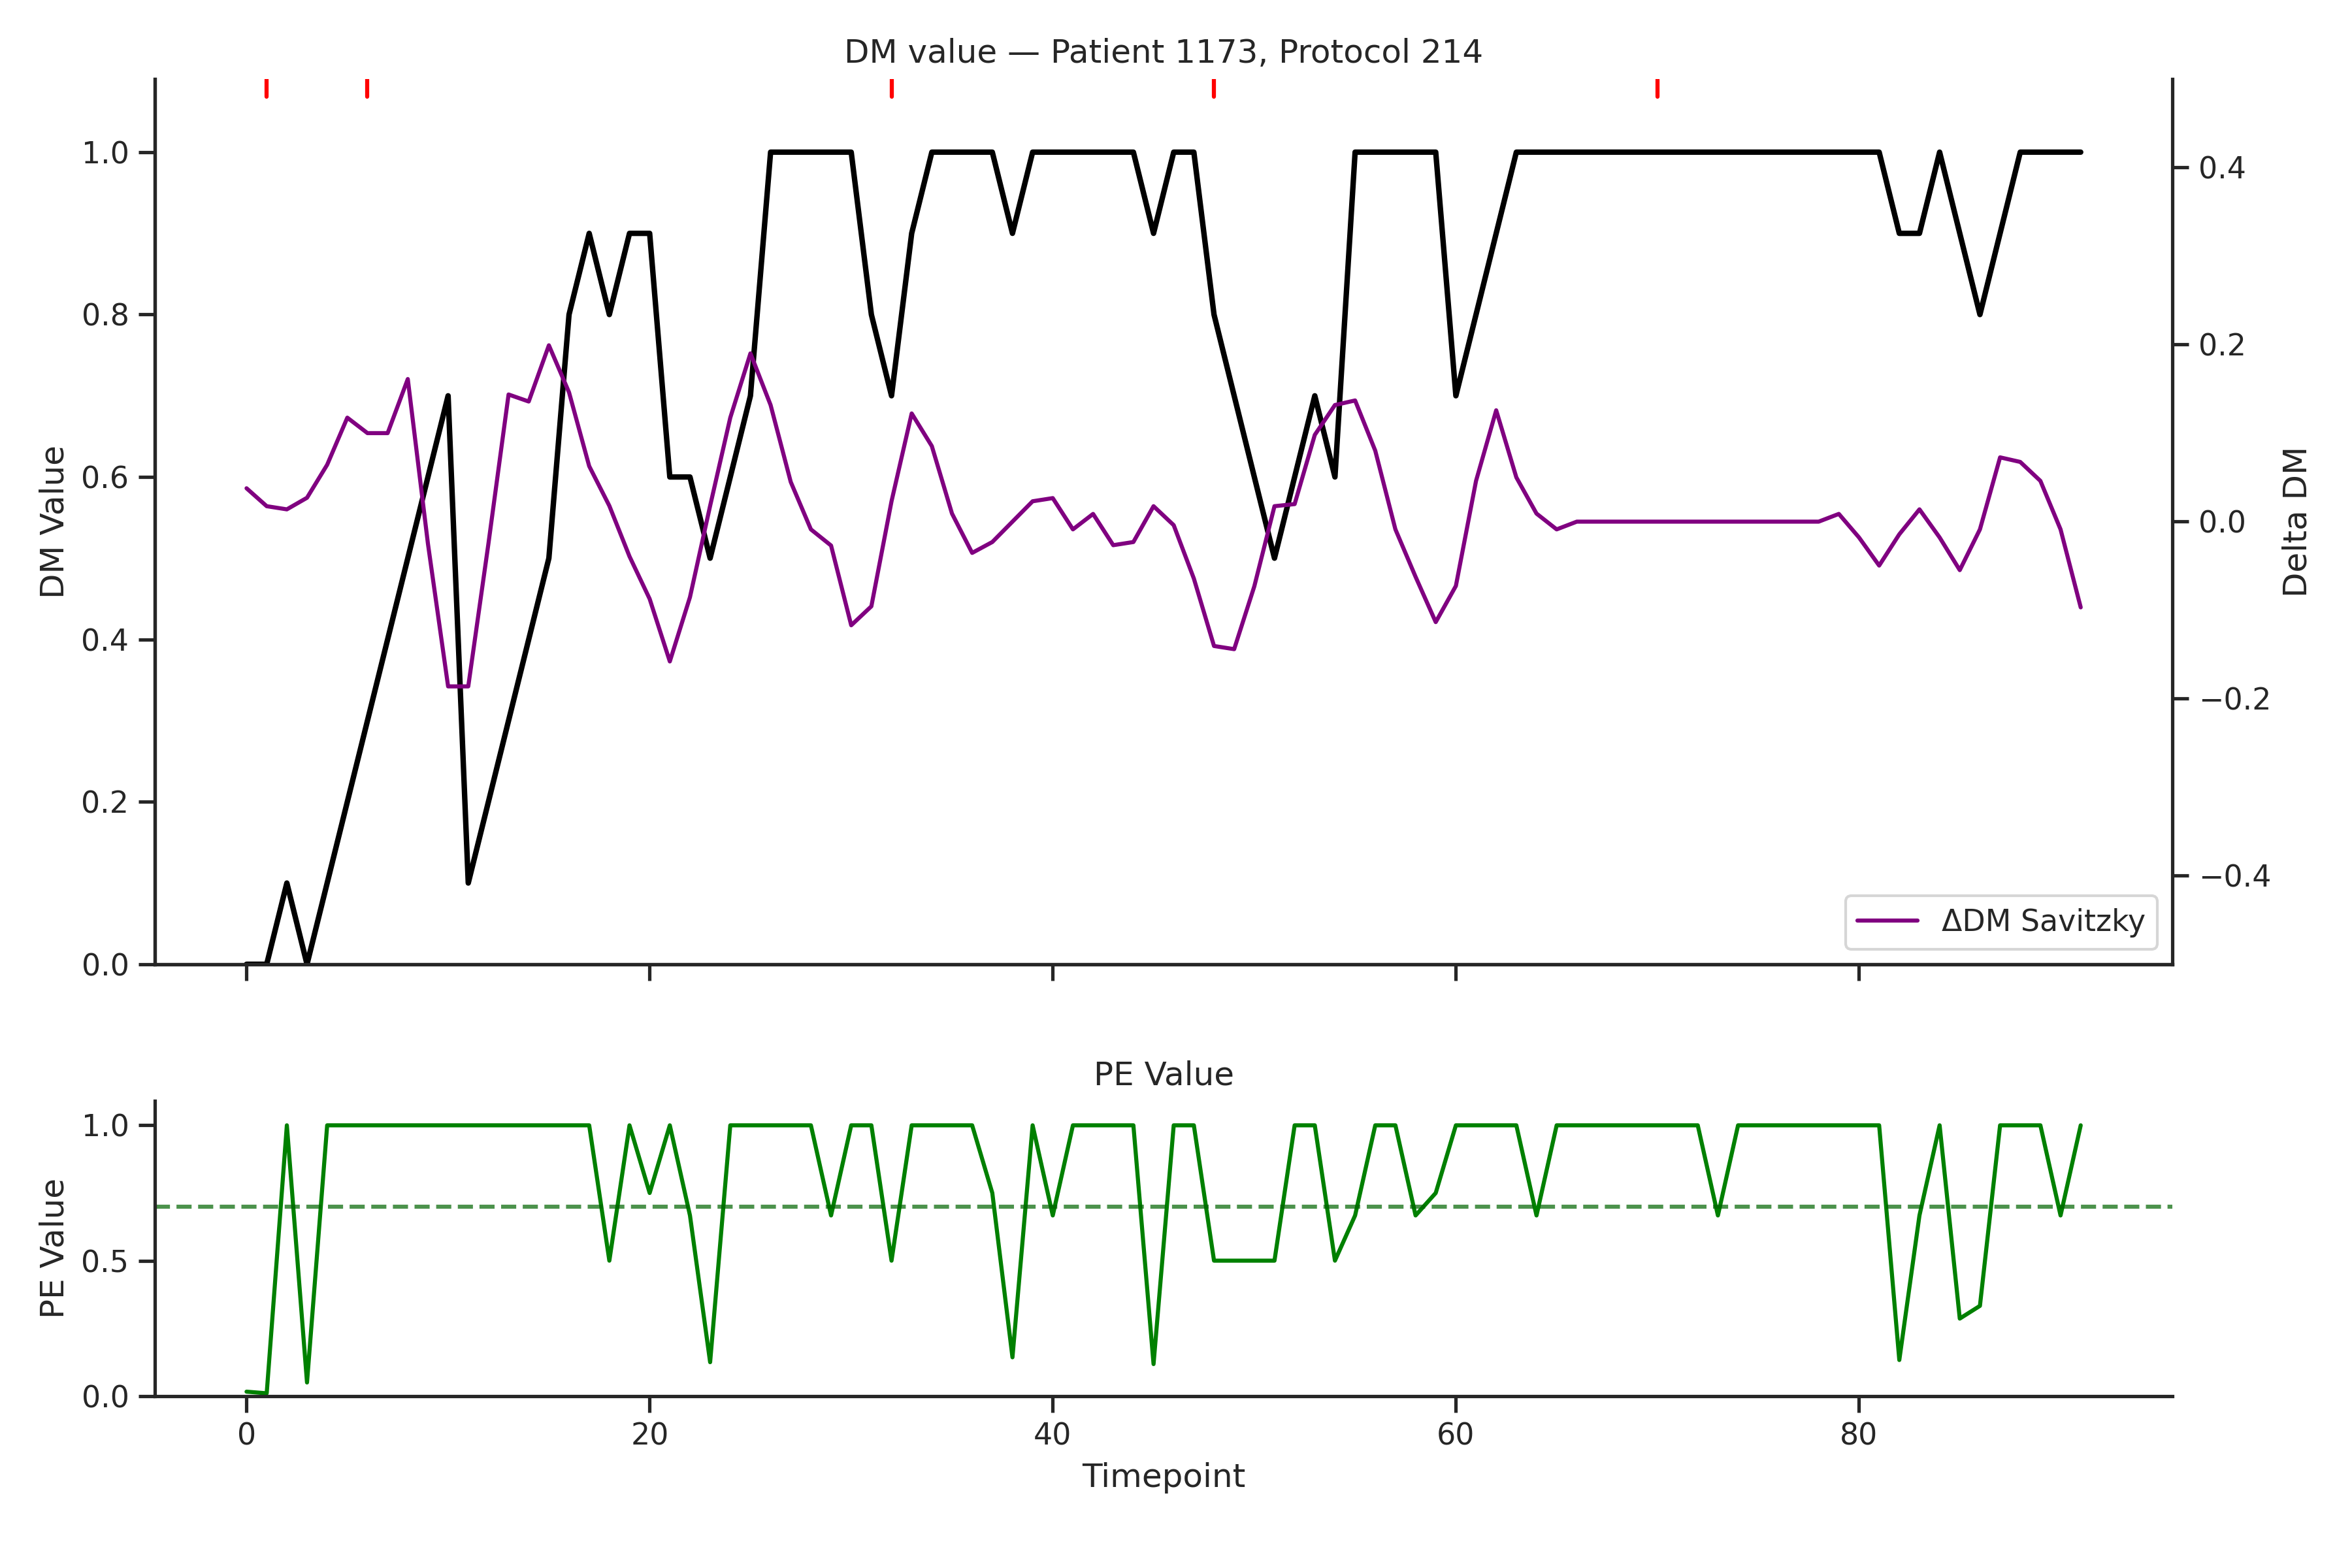 DM value — Patient 1173, Protocol 214
1.0
0.8
0.6
0.4
0.2
0.0
DM Value
0.4
0.2
0.0
−0.2
−0.4
Delta DM
ΔDM Savitzky
PE Value
1.0
0.5
0.0
PE Value
0 20 40 60 80
Timepoint